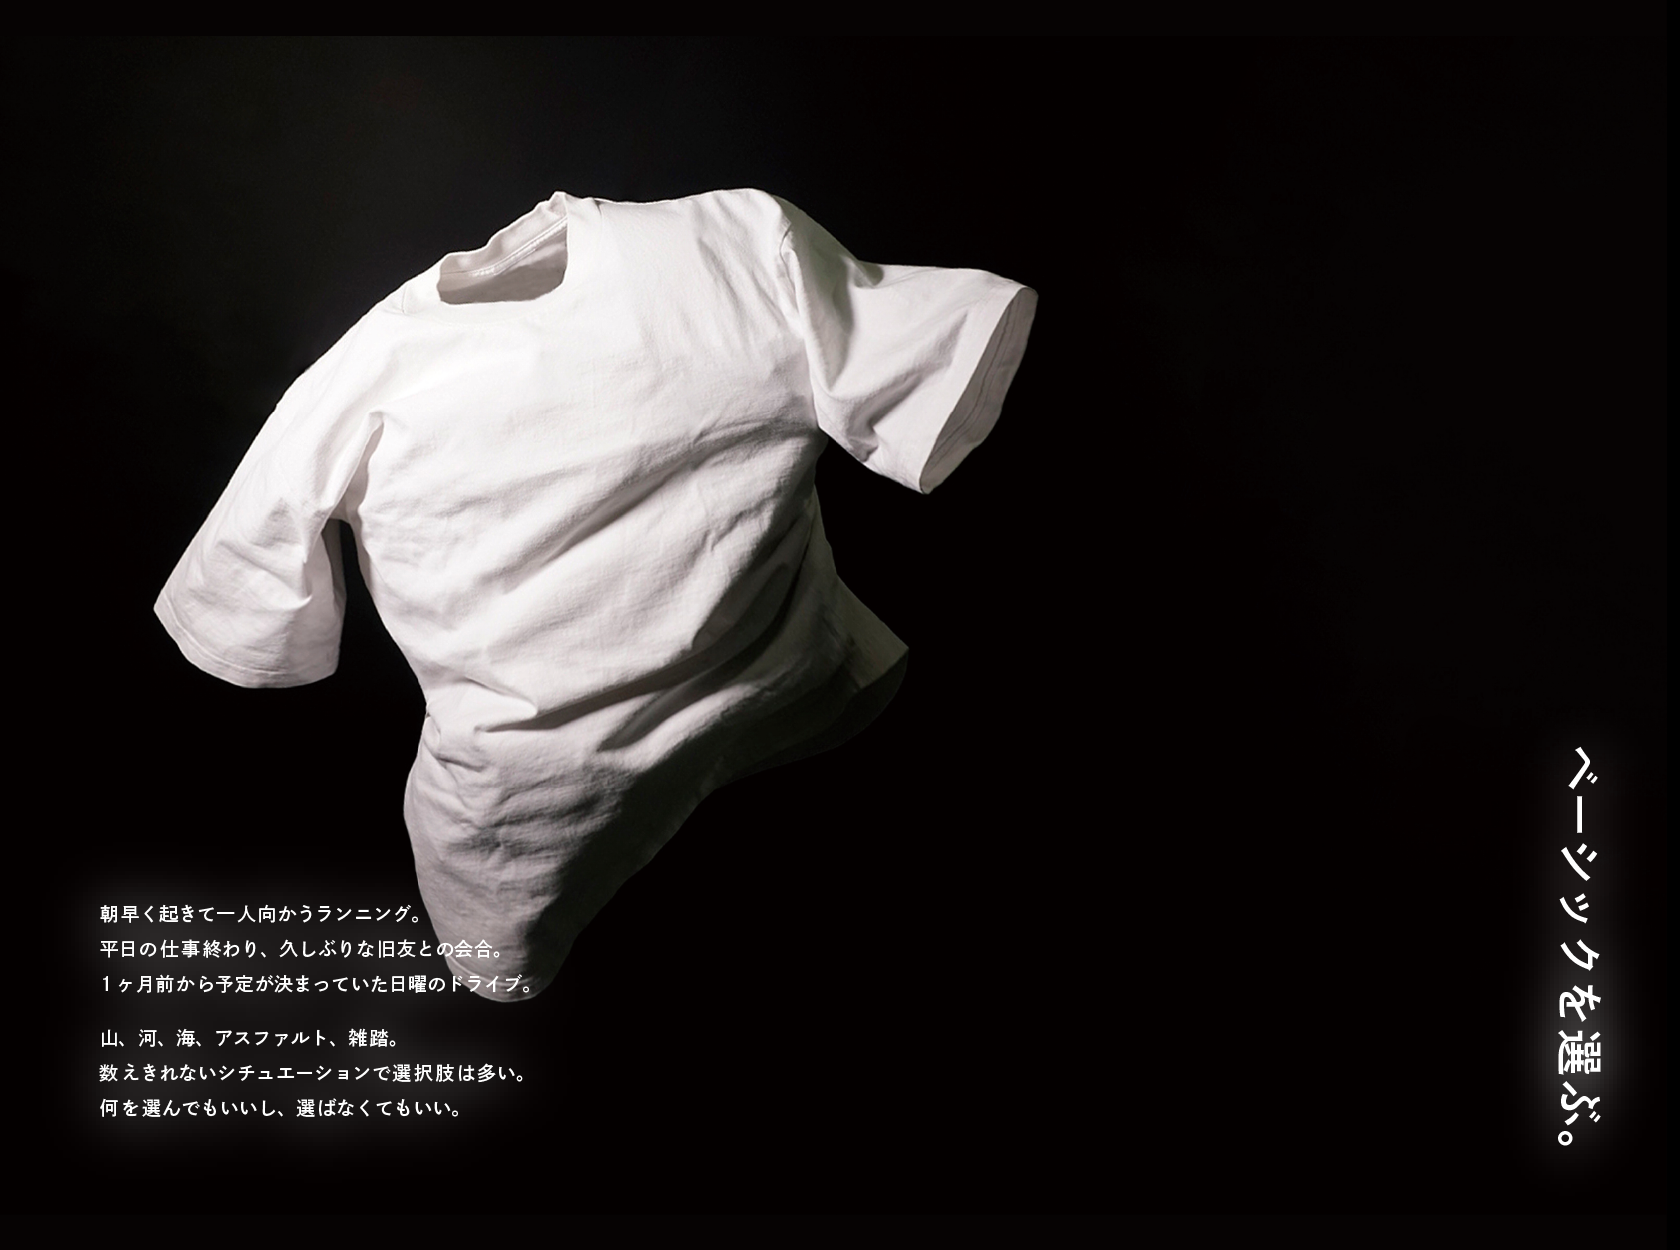 ベーシックを選ぶ。
朝早く起きて一人向かうランニング。
平日の仕事終わり、久しぶりな旧友との会合。
1ヶ月前から予定が決まっていた日曜のドライブ。
山、河、海、アスファルト、雑踏。
数えきれないシチュエーションで選択肢は多い。
何を選んでもいいし、選ばなくてもいい。